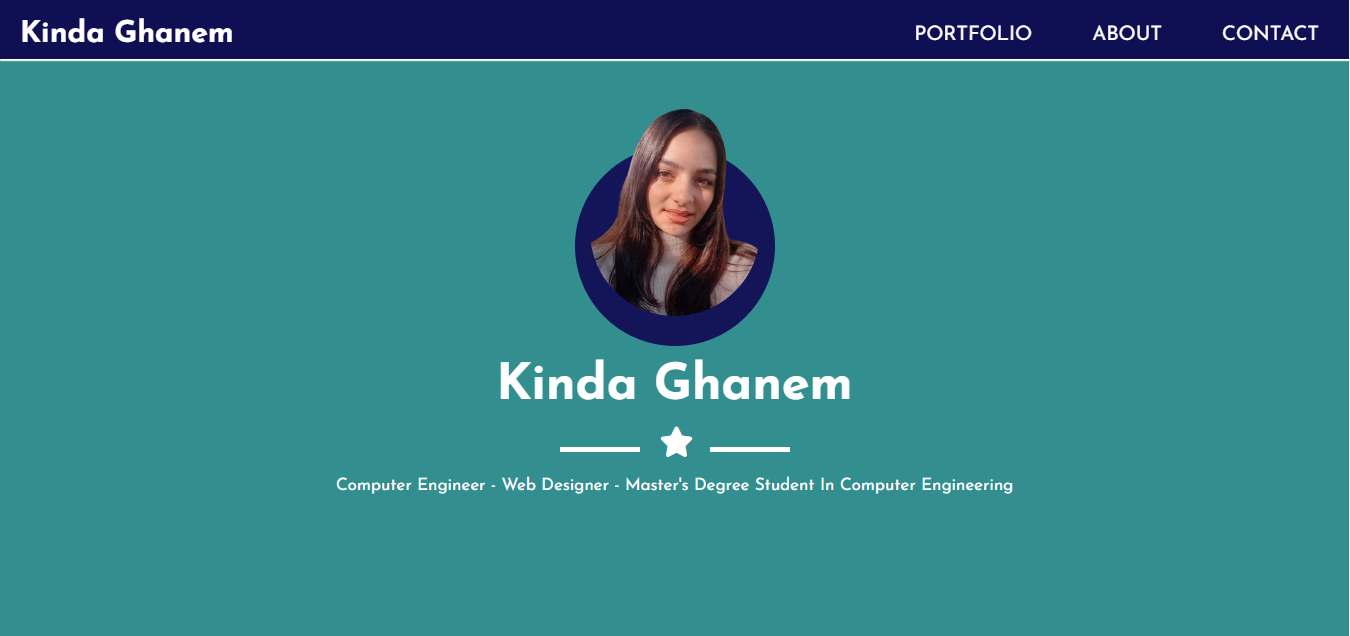 Kinda Ghanem
PORTFOLIO ABOUT CONTACT
Kinda Ghanem
Computer Engineer - Web Designer - Master's Degree Student In Computer Engineering